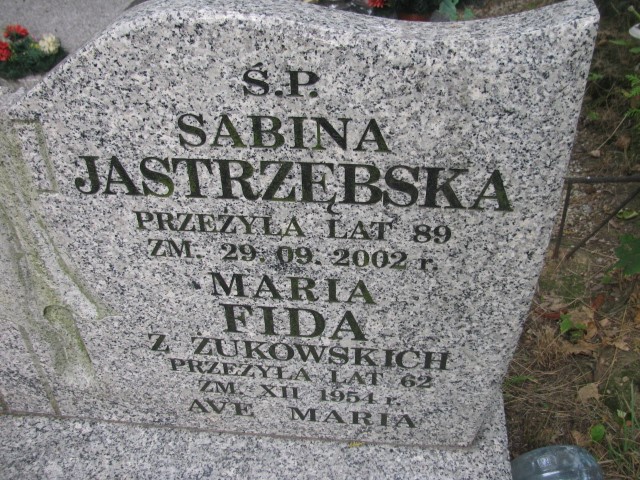 Ś.P.
SABINA
JASTRZĘBSKA
PRZEŻYŁA LAT 89
ZM. 29.09.2002 r.
MARIA
FIDA
Z ŻUKOWSKICH
PRZEŻYŁA LAT 62
ZM. XII 1954 r.
AVE MARIA